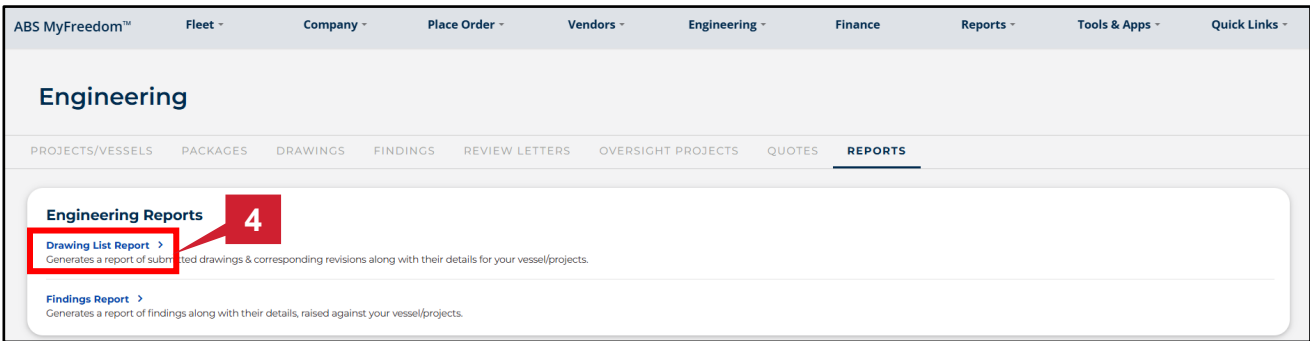 ABS MyFreedom™ Fleet Company Place Order Vendors Engineering Finance Reports Tools & Apps Quick Links
Engineering
PROJECTS/VESSELS PACKAGES DRAWINGS FINDINGS REVIEW LETTERS OVERSIGHT PROJECTS QUOTES REPORTS
Engineering Reports
4
Drawing List Report >
Generates a report of submitted drawings & corresponding revisions along with their details for your vessel/projects.
Findings Report >
Generates a report of findings along with their details, raised against your vessel/projects.